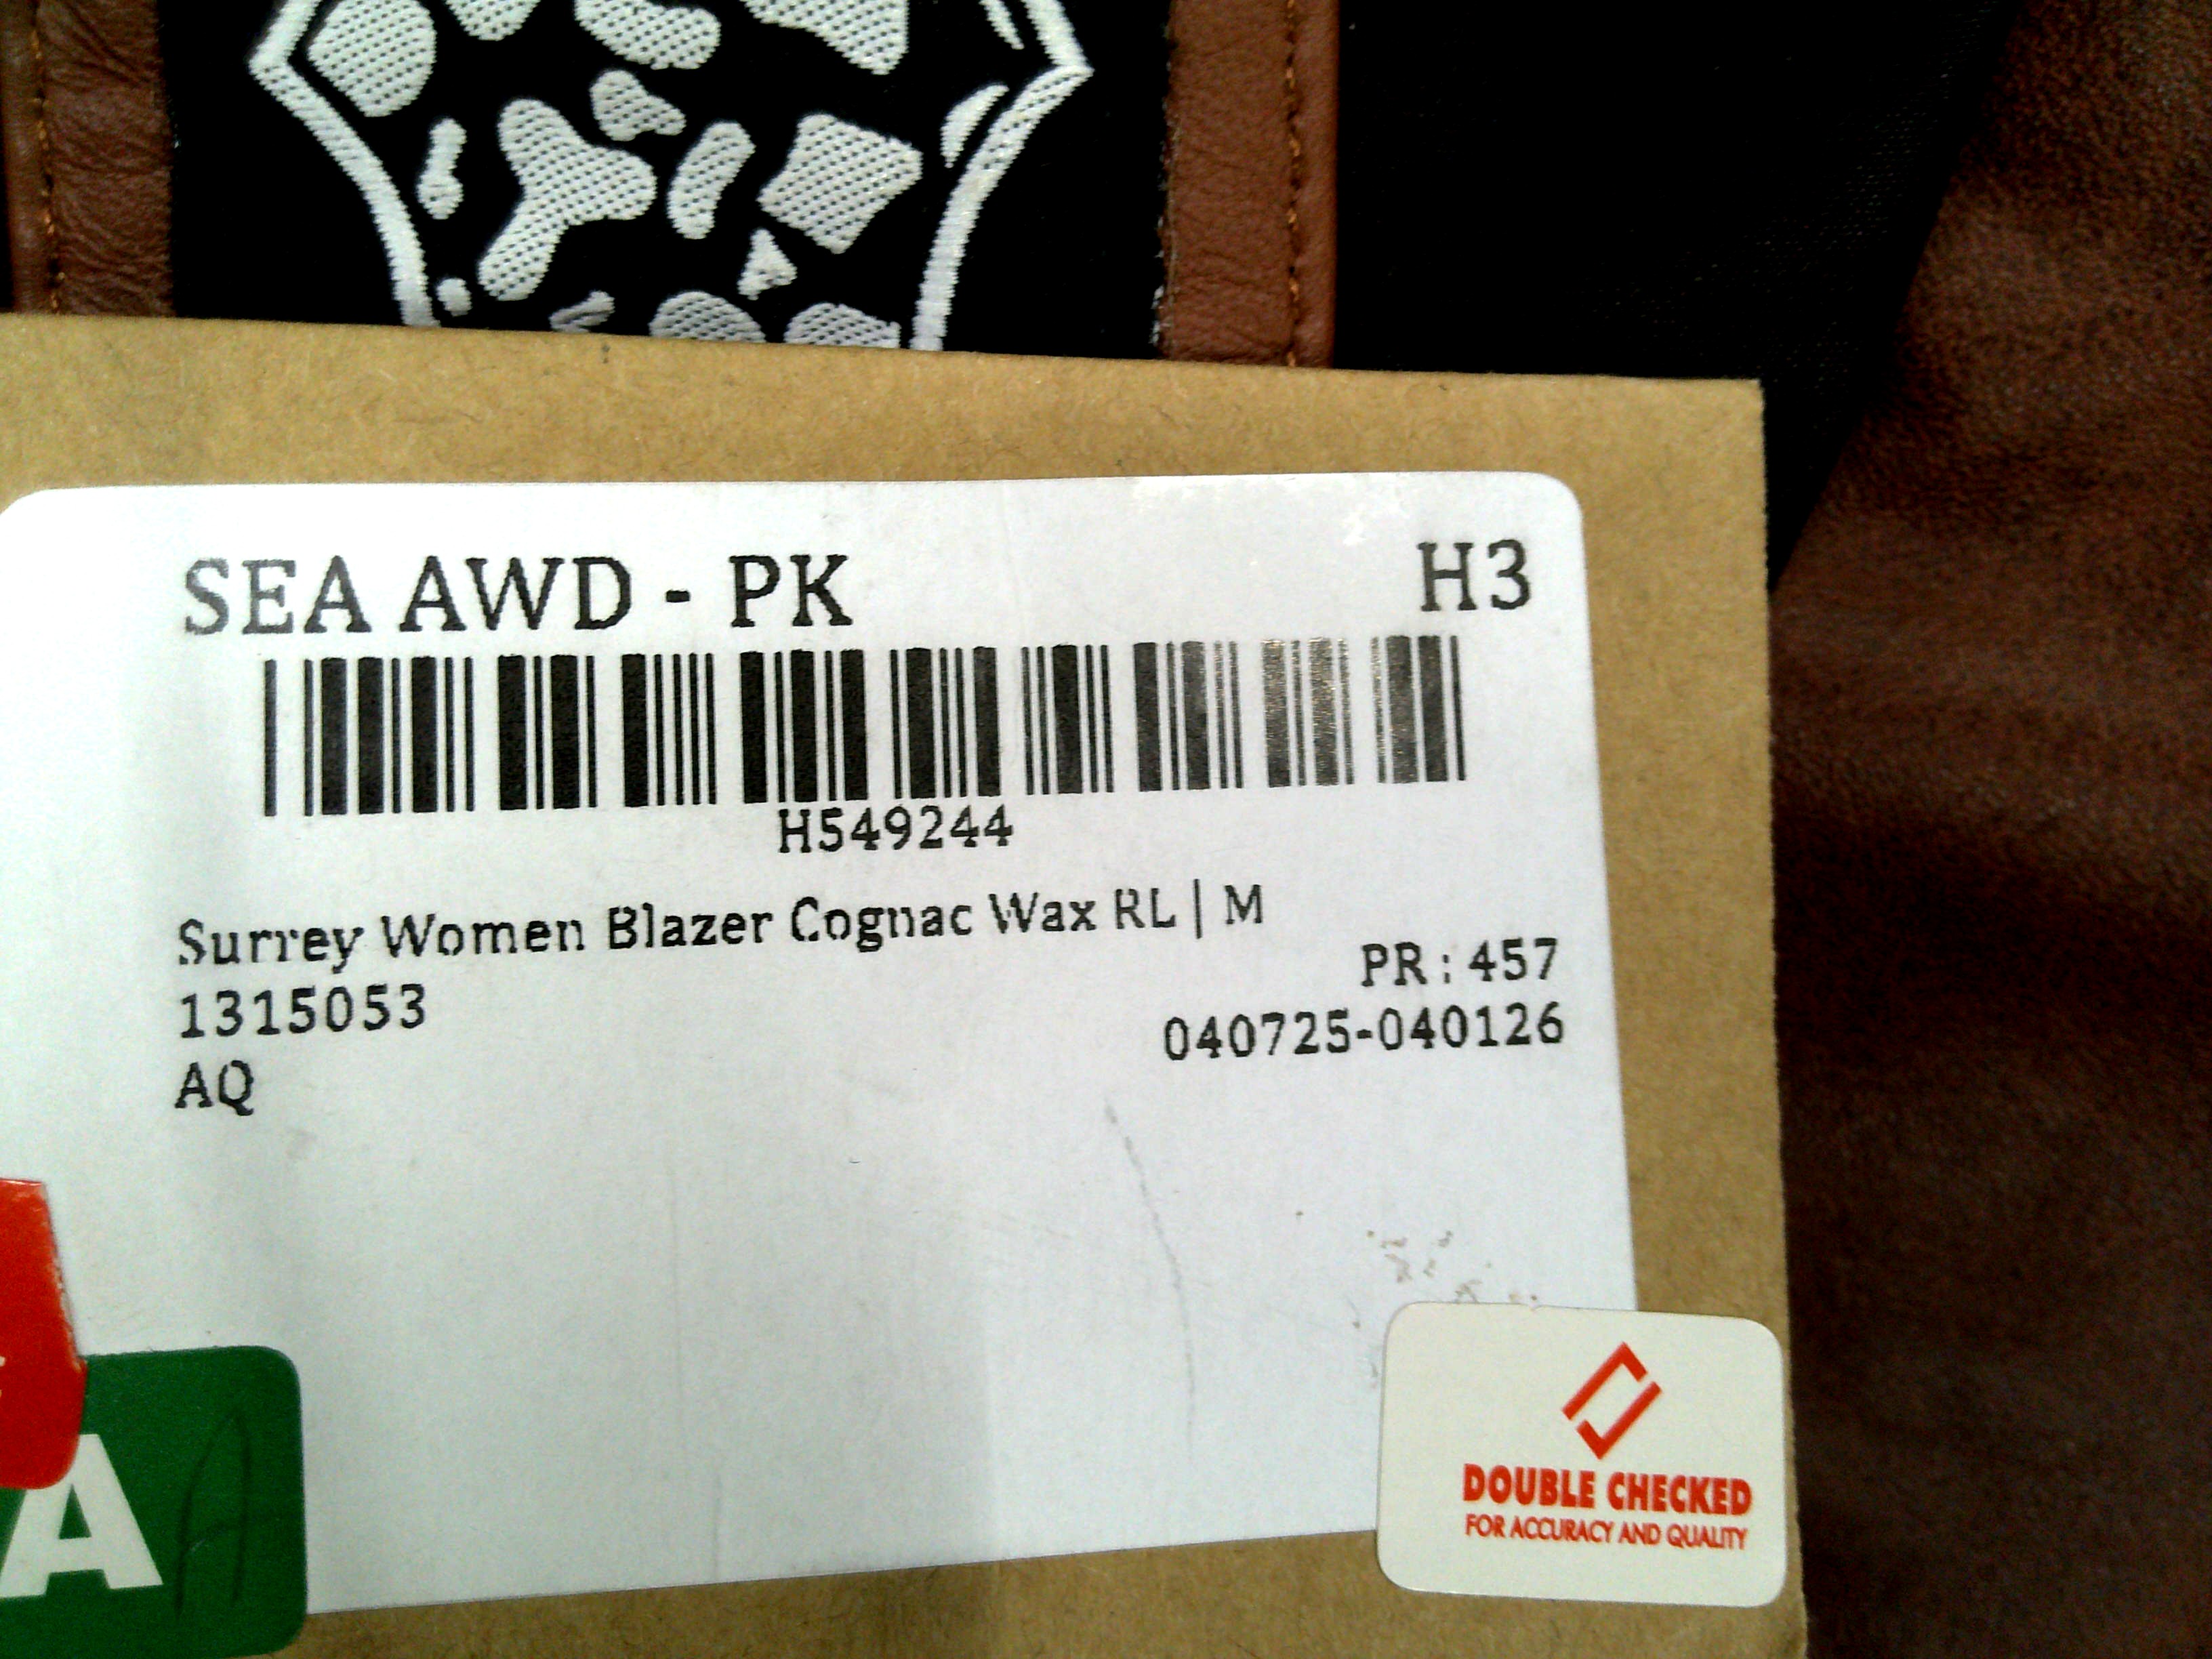 SEA AWD - PK H3
H549244
Surrey Women Blazer Cognac Wax RL | M
PR : 457
1315053
040725-040126
AQ
A
DOUBLE CHECKED
FOR ACCURACY AND QUALITY